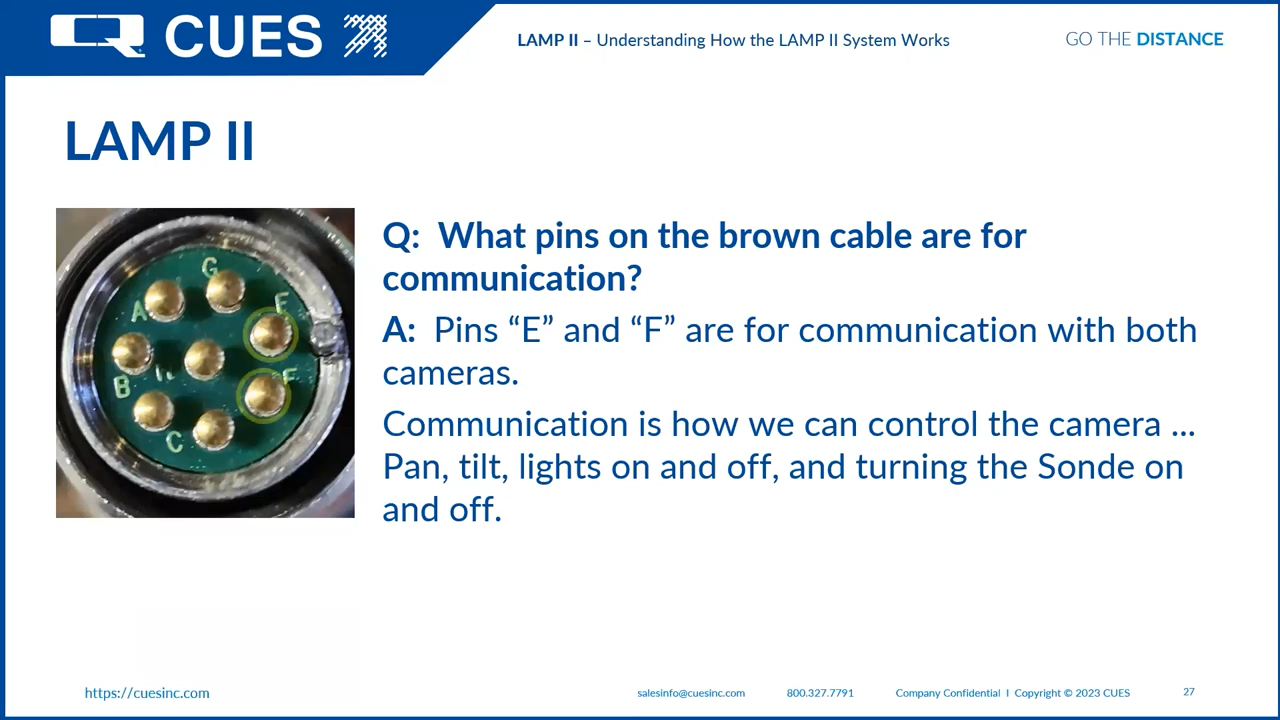 CUES
LAMP II – Understanding How the LAMP II System Works
GO THE DISTANCE
LAMP II
G
A
F
B
E
C
Q: What pins on the brown cable are for
communication?
A: Pins “E” and “F” are for communication with both
cameras.
Communication is how we can control the camera ...
Pan, tilt, lights on and off, and turning the Sonde on
and off.
https://cuesinc.com
salesinfo@cuesinc.com
800.327.7791
Company Confidential I Copyright © 2023 CUES
27